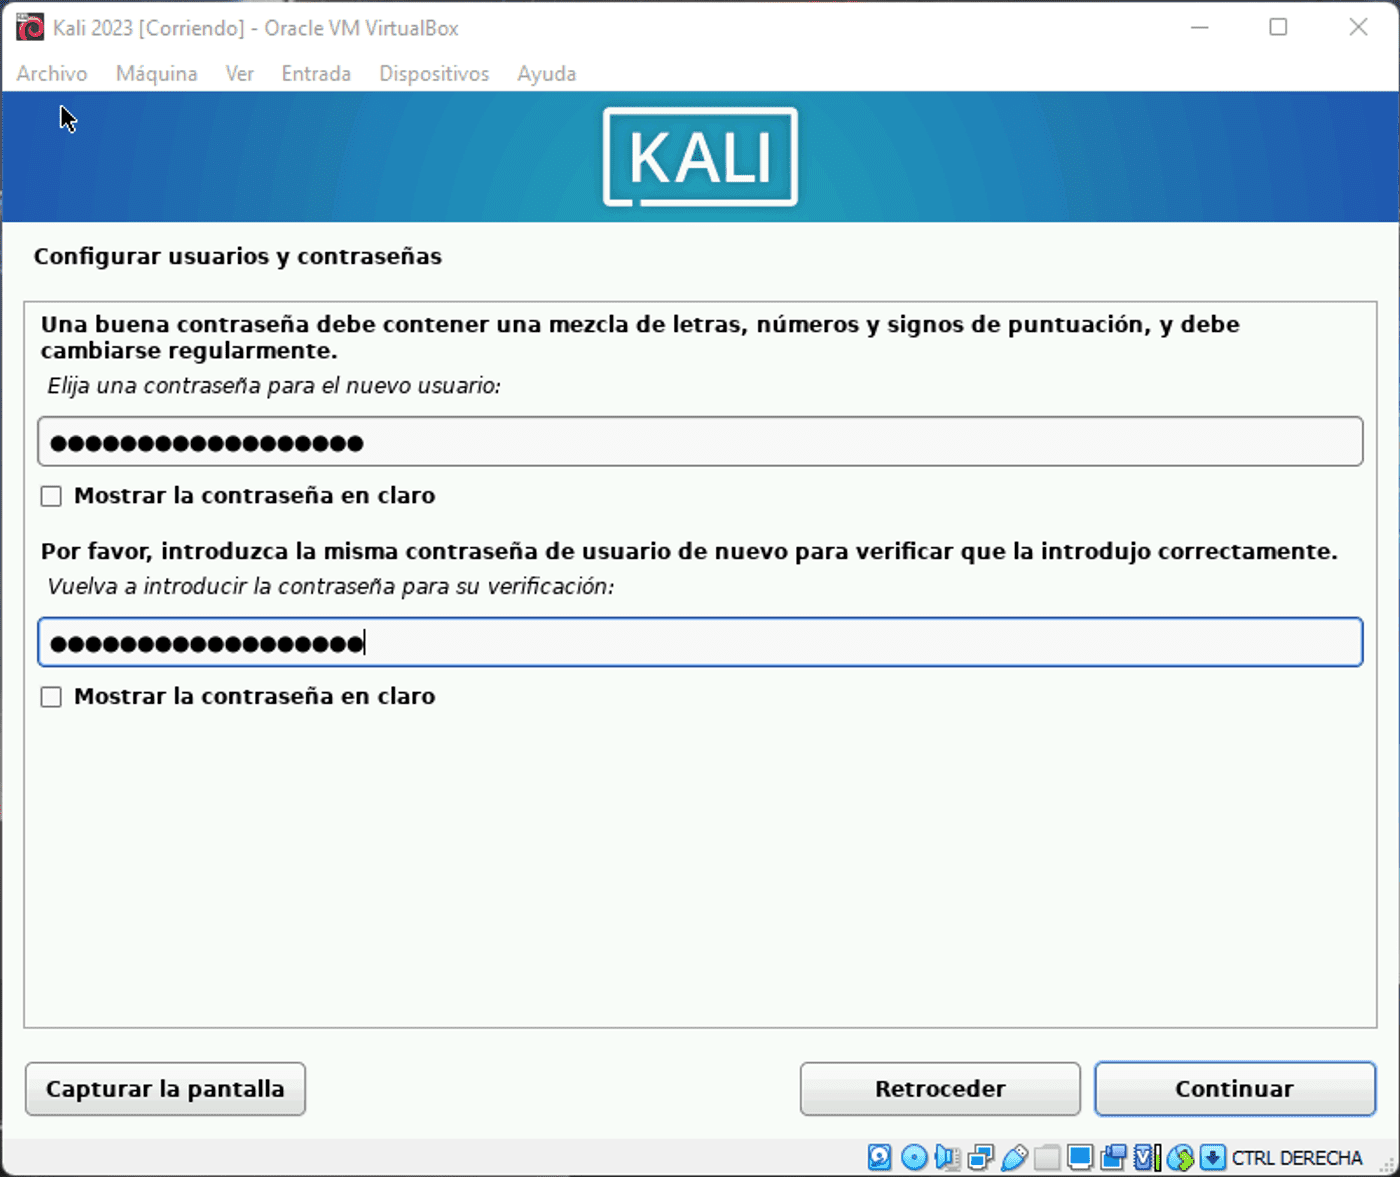 Kali 2023 [Corriendo] - Oracle VM VirtualBox
Archivo Máquina Ver Entrada Dispositivos Ayuda
KALI
Configurar usuarios y contraseñas
Una buena contraseña debe contener una mezcla de letras, números y signos de puntuación, y debe
cambiarse regularmente.
Elija una contraseña para el nuevo usuario:
●●●●●●●●●●●●●●●●●●
Mostrar la contraseña en claro
Por favor, introduzca la misma contraseña de usuario de nuevo para verificar que la introdujo correctamente.
Vuelva a introducir la contraseña para su verificación:
●●●●●●●●●●●●●●●●●●
Mostrar la contraseña en claro
Capturar la pantalla Retroceder Continuar
CTRL DERECHA